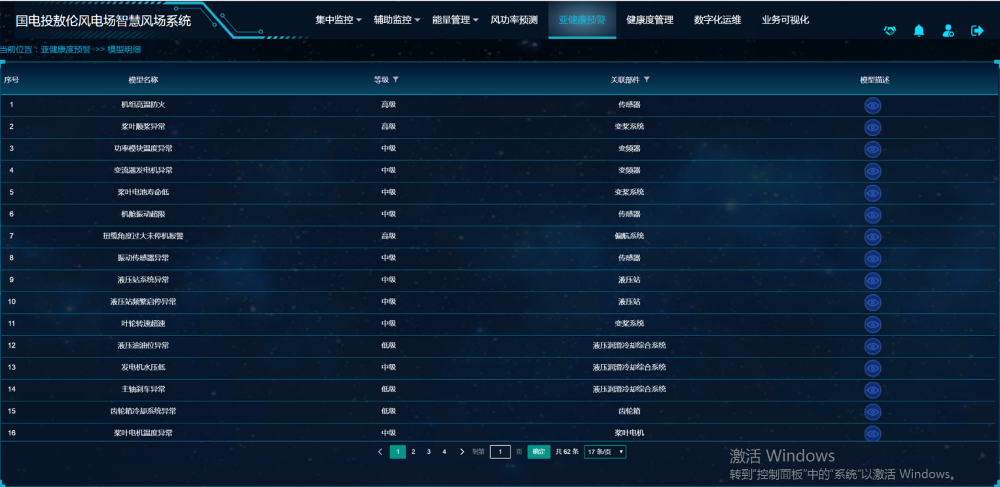 国电投敖伦风电场智慧风场系统 集中监控 辅助监控 能量管理 风功率预测 亚健康预警 健康度管理 数字化运维 业务可视化
当前位置：亚健康度预警 >> 模型明细
序号 模型名称 等级 关联部件 模型描述
1 机组高温防火 高级 传感器
2 桨叶顺桨异常 高级 变桨系统
3 功率模块温度异常 中级 变频器
4 变流器发电机异常 中级 变频器
5 桨叶电池寿命低 中级 变桨系统
6 机舱振动超限 中级 传感器
7 扭缆角度过大未停机报警 高级 偏航系统
8 振动传感器异常 中级 传感器
9 液压站系统异常 中级 液压站
10 液压站频繁启停异常 中级 液压站
11 叶轮转速超速 中级 变桨系统
12 液压油油位异常 低级 液压润滑冷却综合系统
13 发电机水压低 中级 液压润滑冷却综合系统
14 主轴刹车异常 低级 液压润滑冷却综合系统
15 齿轮箱冷却系统异常 低级 齿轮箱
16 桨叶电机温度异常 中级 桨叶电机
1 2 3 4 到第 1 页 确定 共 62 条 17 条/页
激活 Windows
转到"控制面板"中的"系统"以激活 Windows。